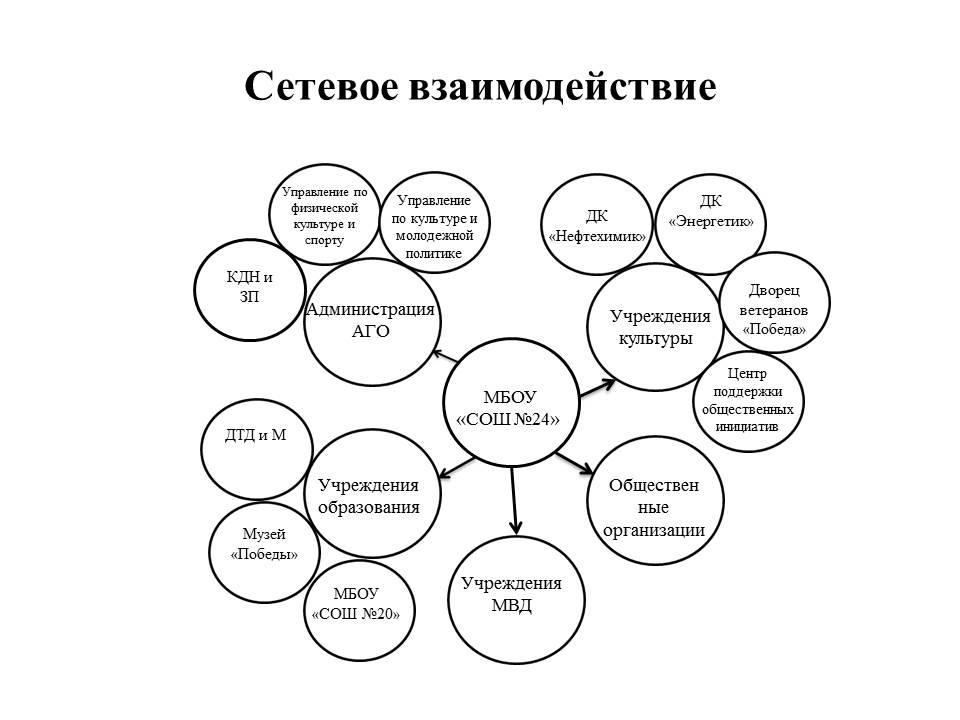 Сетевое взаимодействие
Управление по
физической
культуре и
спорту
Управление
по культуре и
молодежной
политике
КДН и
ЗП
Администрация
АГО
ДК
«Нефтехимик»
ДК
«Энергетик»
Дворец
ветеранов
«Победа»
Учреждения
культуры
Центр
поддержки
общественных
инициатив
МБОУ
«СОШ №24»
ДТД и М
Учреждения
образования
Музей
«Победы»
МБОУ
«СОШ №20»
Учреждения
МВД
Обществен
ные
организации